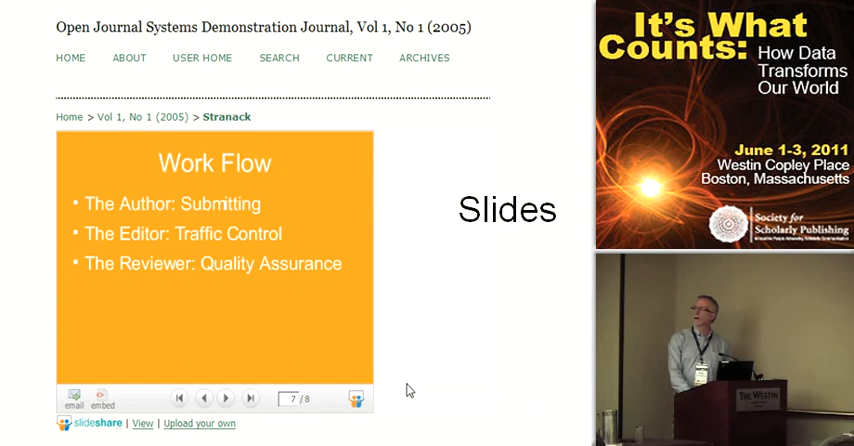 Open Journal Systems Demonstration Journal, Vol 1, No 1 (2005)
HOME ABOUT USER HOME SEARCH CURRENT ARCHIVES
Home > Vol 1, No 1 (2005) > Stranack
Work Flow
▪ The Author: Submitting
▪ The Editor: Traffic Control
▪ The Reviewer: Quality Assurance
email embed
7 / 8
slideshare | View | Upload your own
Slides
It's What
Counts: How Data
Transforms
Our World
June 1-3, 2011
Westin Copley Place
Boston, Massachusetts
Society for
Scholarly Publishing
THE WESTIN